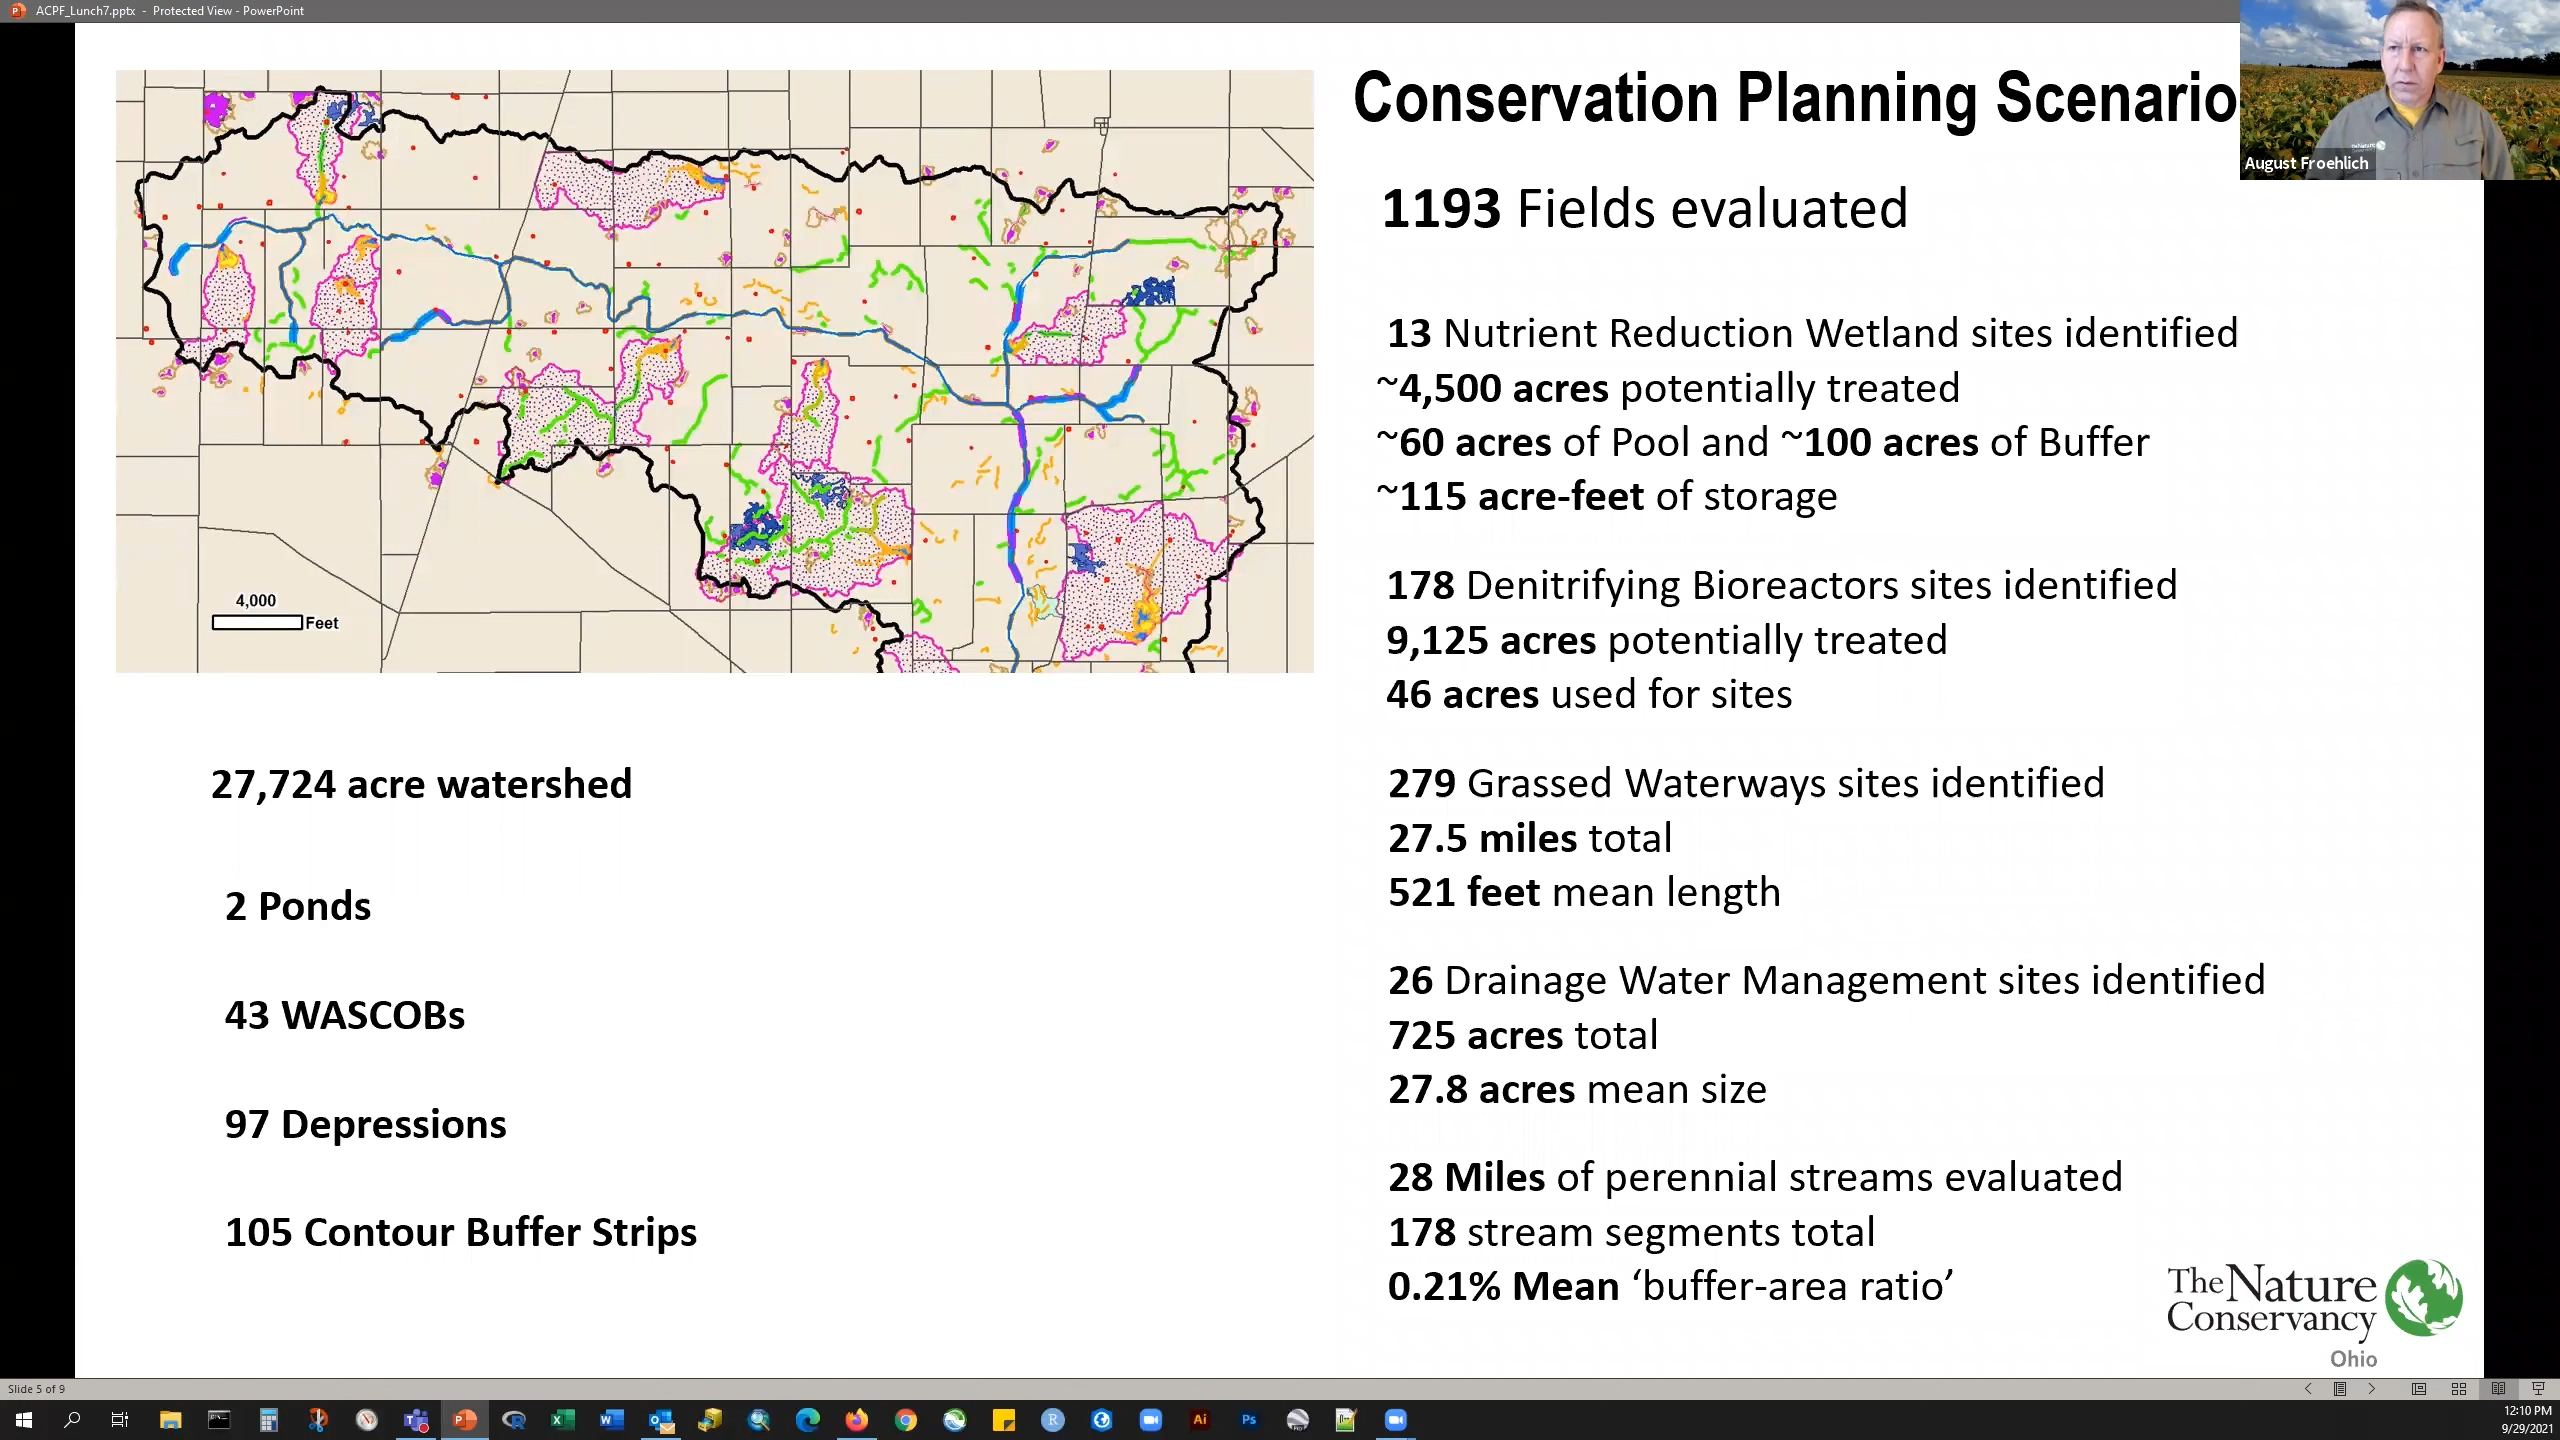 ACPF_Lunch7.pptx - Protected View - PowerPoint
Conservation Planning Scenario
August Froehlich
1193 Fields evaluated
13 Nutrient Reduction Wetland sites identified
~4,500 acres potentially treated
~60 acres of Pool and ~100 acres of Buffer
~115 acre-feet of storage
178 Denitrifying Bioreactors sites identified
9,125 acres potentially treated
46 acres used for sites
279 Grassed Waterways sites identified
27.5 miles total
521 feet mean length
26 Drainage Water Management sites identified
725 acres total
27.8 acres mean size
28 Miles of perennial streams evaluated
178 stream segments total
0.21% Mean ‘buffer-area ratio’
4,000
Feet
27,724 acre watershed
2 Ponds
43 WASCOBs
97 Depressions
105 Contour Buffer Strips
The Nature
Conservancy
Ohio
Slide 5 of 9
12:10 PM
9/29/2021